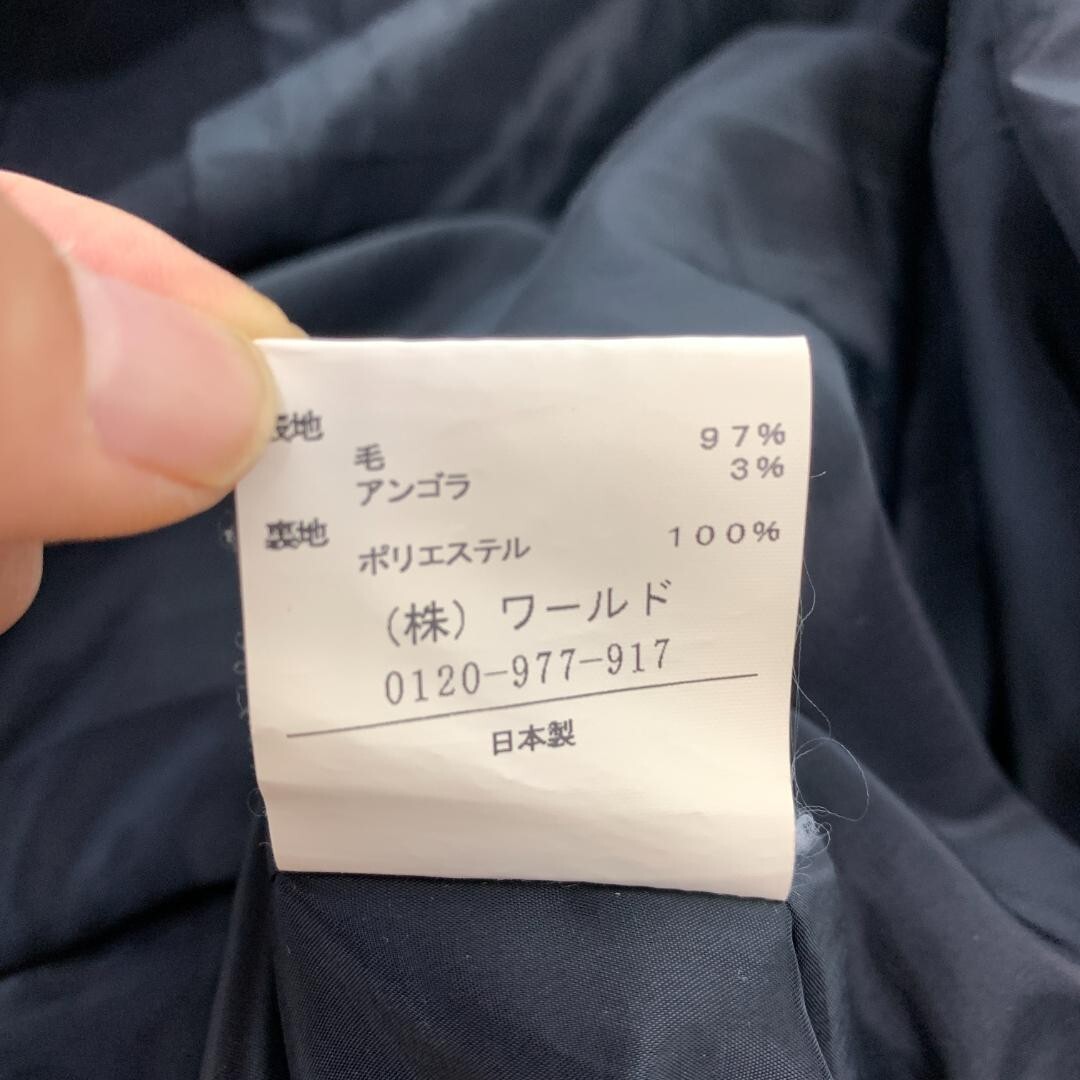 表地
毛 97%
アンゴラ 3%
裏地
ポリエステル 100%
(株) ワールド
0120-977-917
日本製